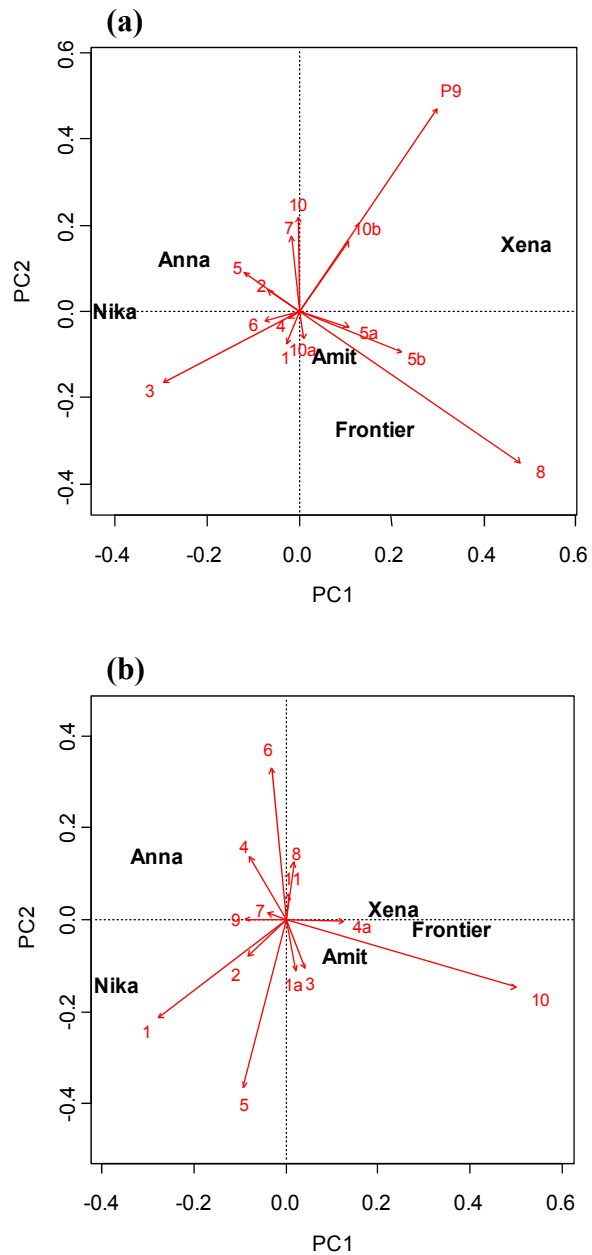 (a)
0.6
P9
0.4
10
0.2
7
10b
Xena
Anna
5
2
PC2
0.0
Nika
6
4
5a
1
10a
Amit
5b
-0.2
3
Frontier
8
-0.4
-0.4 -0.2 0.0 0.2 0.4 0.6
PC1
(b)
0.4
6
0.2
4
8
Anna
1
7
Xena
PC2
0.0
9
4a
Frontier
Amit
2
Nika
1a 3
10
-0.2
1
5
-0.4
-0.4 -0.2 0.0 0.2 0.4 0.6
PC1